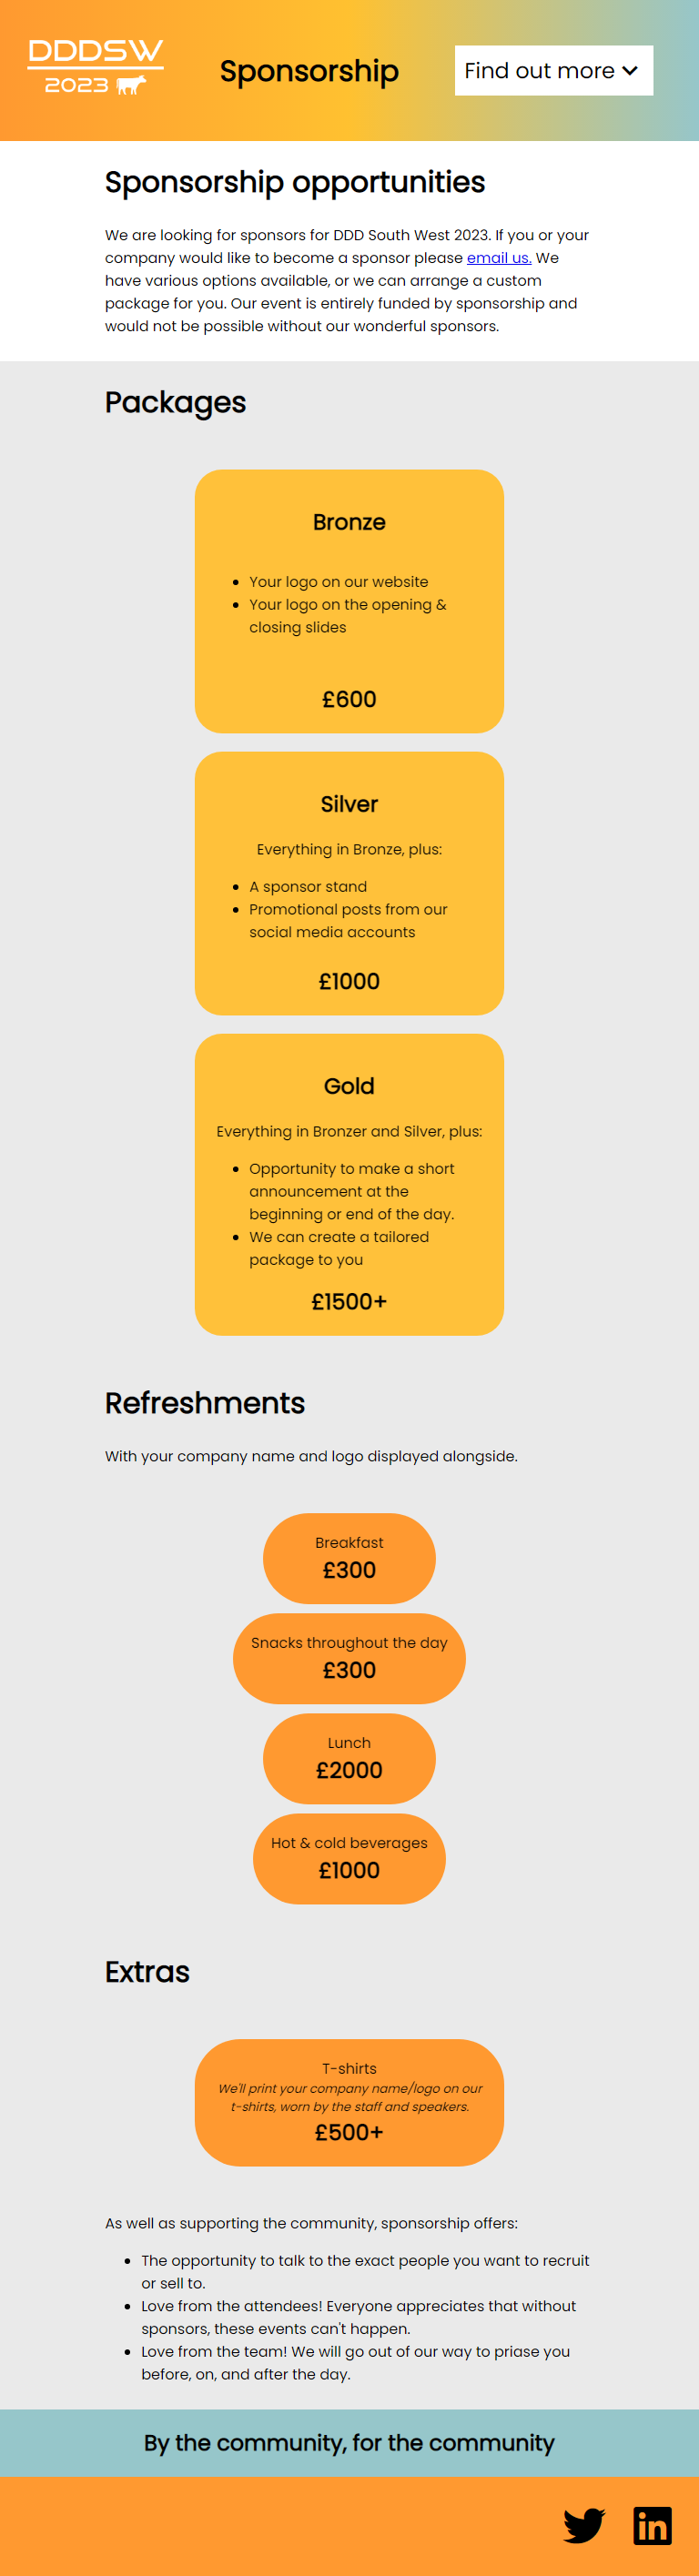 DDDSW
2023
Sponsorship
Find out more
Sponsorship opportunities
We are looking for sponsors for DDD South West 2023. If you or your
company would like to become a sponsor please email us. We
have various options available, or we can arrange a custom
package for you. Our event is entirely funded by sponsorship and
would not be possible without our wonderful sponsors.
Packages
Bronze
• Your logo on our website
• Your logo on the opening &
closing slides
£600
Silver
Everything in Bronze, plus:
• A sponsor stand
• Promotional posts from our
social media accounts
£1000
Gold
Everything in Bronzer and Silver, plus:
• Opportunity to make a short
announcement at the
beginning or end of the day.
• We can create a tailored
package to you
£1500+
Refreshments
With your company name and logo displayed alongside.
Breakfast
£300
Snacks throughout the day
£300
Lunch
£2000
Hot & cold beverages
£1000
Extras
T-shirts
We'll print your company name/logo on our
t-shirts, worn by the staff and speakers.
£500+
As well as supporting the community, sponsorship offers:
• The opportunity to talk to the exact people you want to recruit
or sell to.
• Love from the attendees! Everyone appreciates that without
sponsors, these events can't happen.
• Love from the team! We will go out of our way to priase you
before, on, and after the day.
By the community, for the community
in